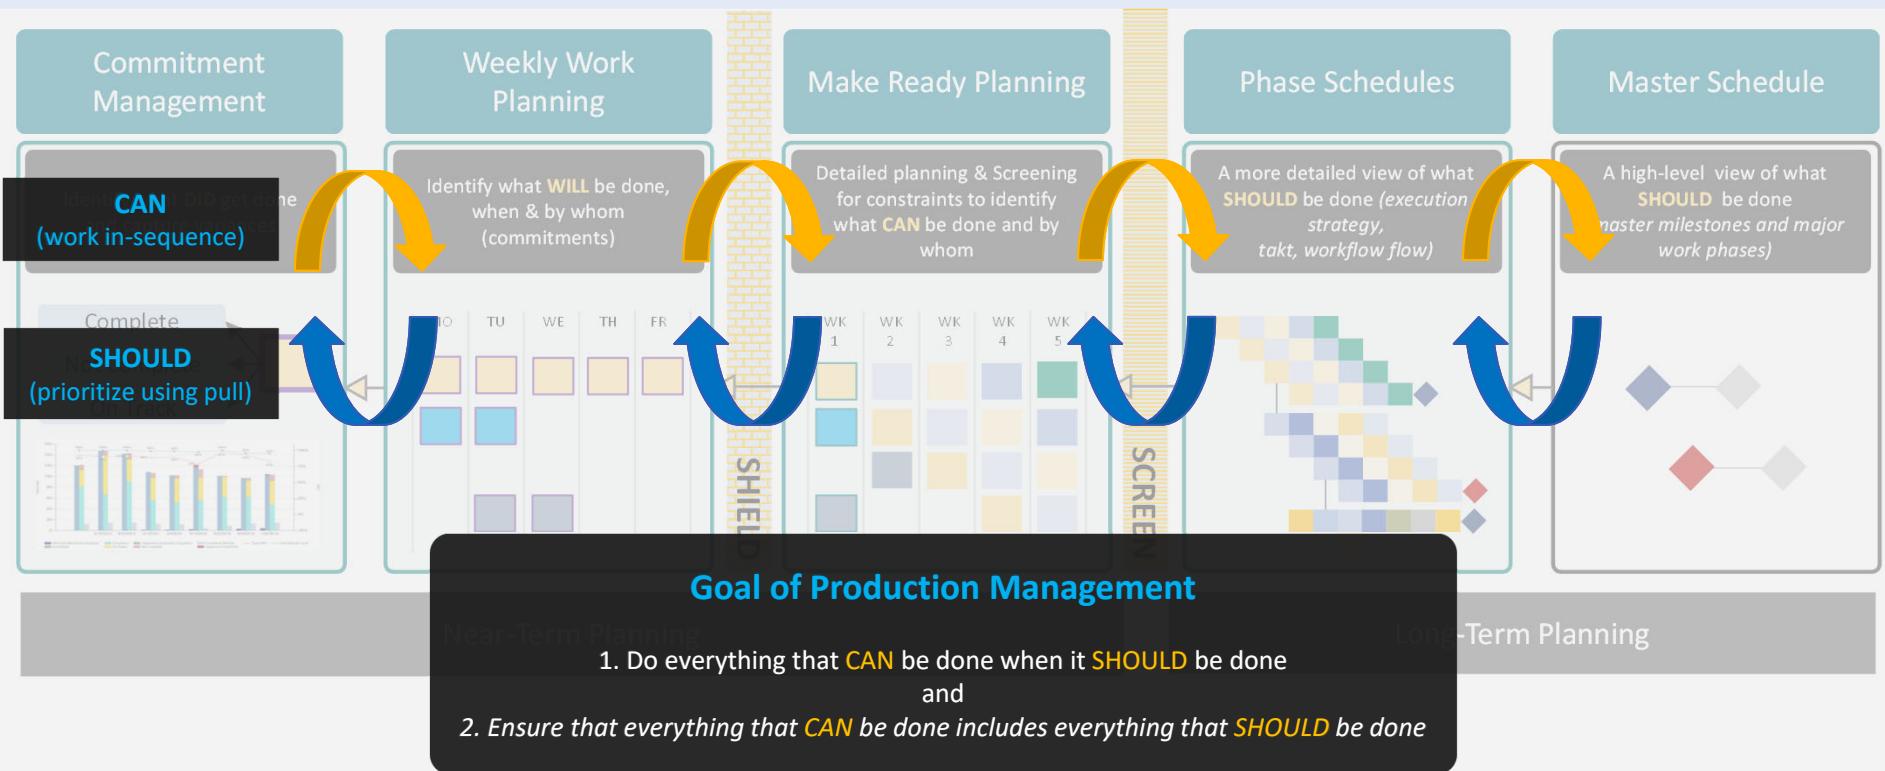 Commitment
Management
Weekly Work
Planning
Make Ready Planning
Phase Schedules
Master Schedule
DID get done
CAN
(work in-sequence)
Identify what WILL be done,
when & by whom
(commitments)
Detailed planning & Screening
for constraints to identify
what CAN be done and by
whom
A more detailed view of what
SHOULD be done (execution
strategy,
takt, workflow flow)
A high-level view of what
SHOULD be done
master milestones and major
work phases)
Complete
SHOULD
(prioritize using pull)
On Track
TU WE TH FR
WK 1
WK 2
WK 3
WK 4
WK 5
SHIELD
SCREEN
Near-Term Planning
Long-Term Planning
Goal of Production Management
1. Do everything that CAN be done when it SHOULD be done
and
2. Ensure that everything that CAN be done includes everything that SHOULD be done